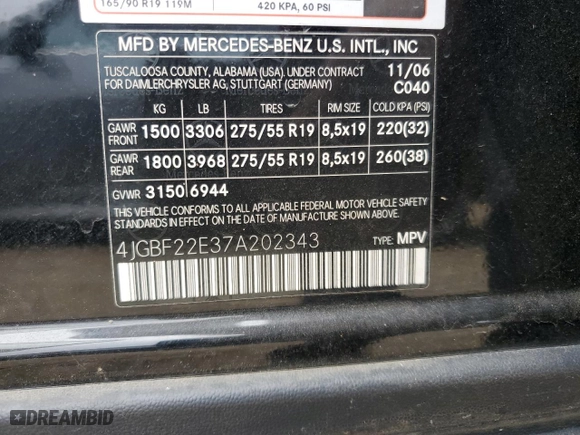 165/90 R19 119M 420 KPA, 60 PSI
MFD BY MERCEDES-BENZ U.S. INTL., INC
TUSCALOOSA COUNTY, ALABAMA (USA). UNDER CONTRACT 11/06
FOR DAIMLERCHRYSLER AG, STUTTGART (GERMANY) C040
KG LB TIRES RIM SIZE COLD KPA (PSI)
GAWR FRONT 1500 3306 275/55 R19 8,5x19 220(32)
GAWR REAR 1800 3968 275/55 R19 8,5x19 260(38)
GVWR 3150 6944
THIS VEHICLE CONFORMS TO ALL APPLICABLE FEDERAL MOTOR VEHICLE SAFETY
STANDARDS IN EFFECT ON THE DATE OF MANUFACTURE SHOWN ABOVE.
4JGBF22E37A202343 TYPE: MPV
DREAMBID